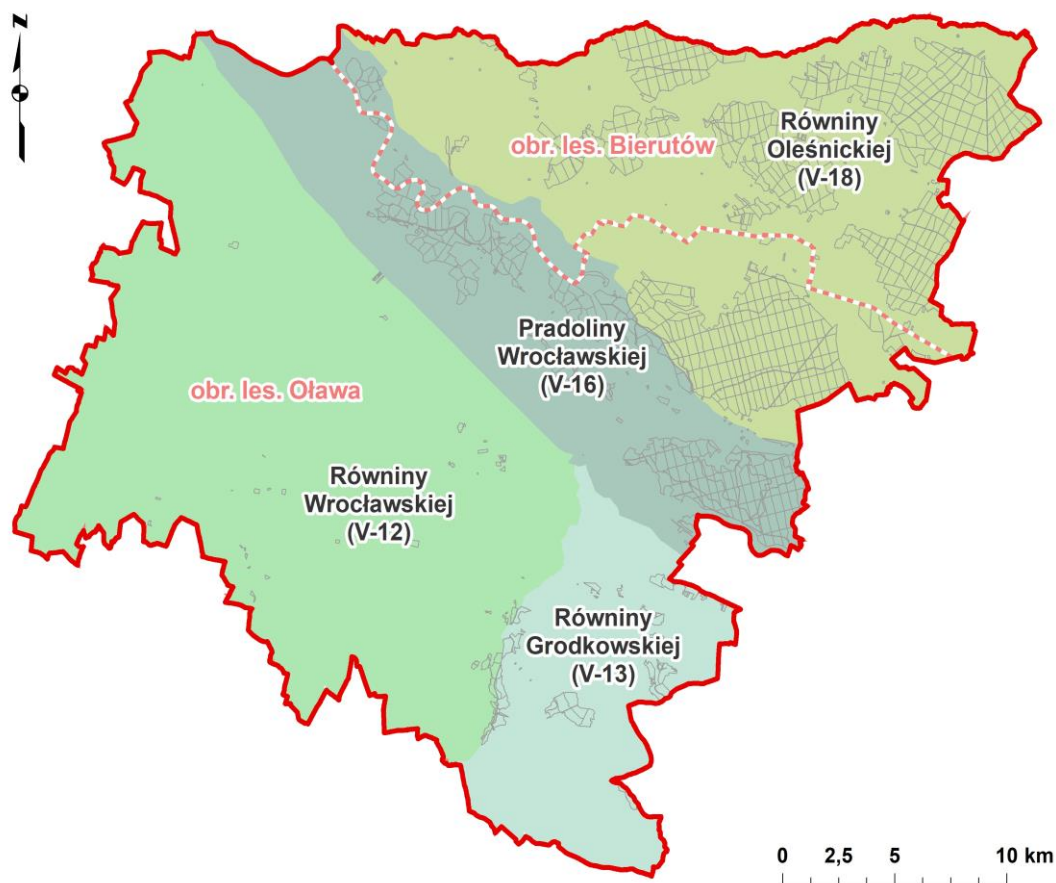 N
Równiny
Oleśnickiej
(V-18)
obr. les. Bierutów
Pradoliny
Wrocławskiej
(V-16)
obr. les. Oława
Równiny
Wrocławskiej
(V-12)
Równiny
Grodkowskiej
(V-13)
0 2,5 5 10 km